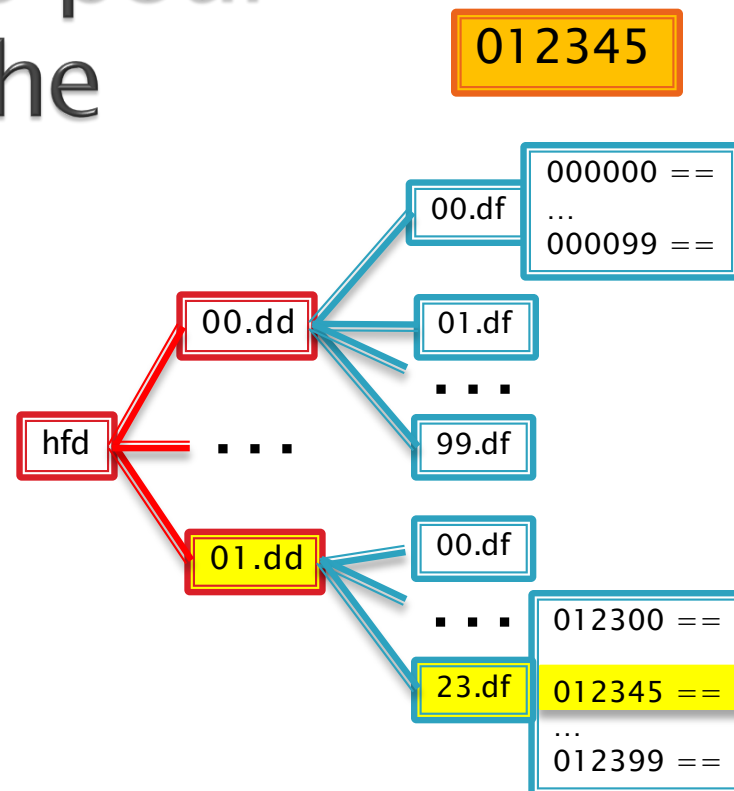 he
012345
000000 ==
...
000099 ==
00.df
00.dd
01.df
...
hfd
...
99.df
01.dd
00.df
...
012300 ==
23.df
012345 ==
...
012399 ==